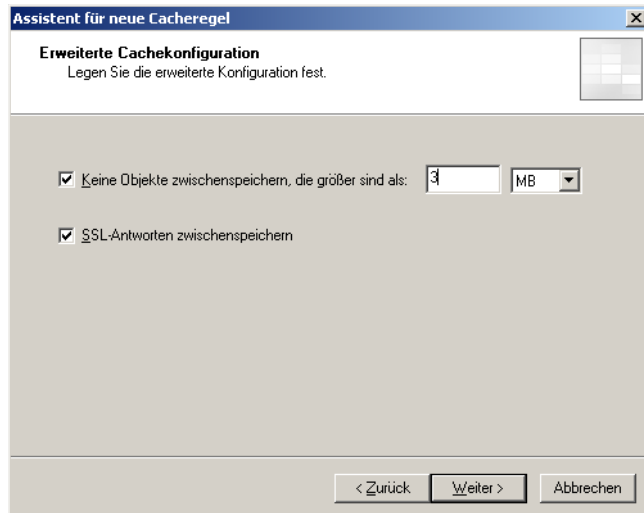 Assistent für neue Cacheregel
Erweiterte Cachekonfiguration
Legen Sie die erweiterte Konfiguration fest.
Keine Objekte zwischenspeichern, die größer sind als: 3 MB
SSL-Antworten zwischenspeichern
< Zurück Weiter > Abbrechen